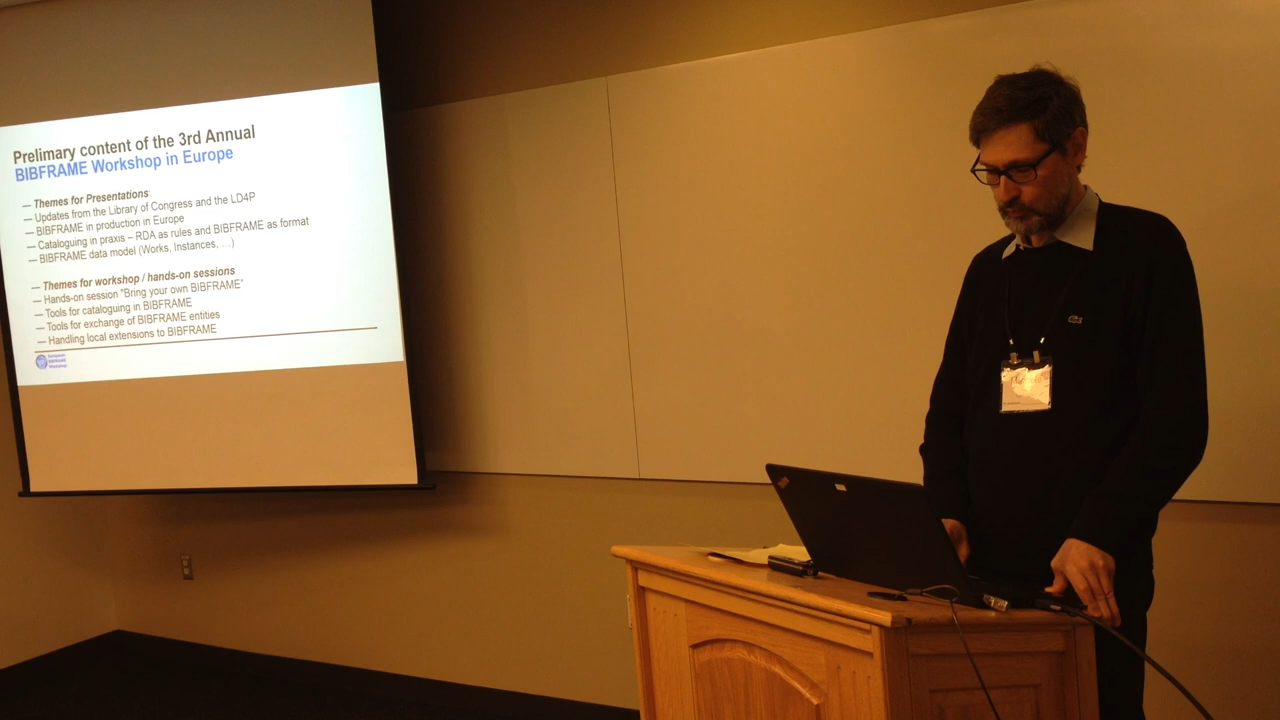 Prelimary content of the 3rd Annual
BIBFRAME Workshop in Europe
— Themes for Presentations
— Updates from the Library of Congress and the LD4P
— BIBFRAME in production in Europe
— Cataloguing in praxis – RDA as rules and BIBFRAME as format
— BIBFRAME data model (Works, Instances, …)
— Themes for workshop / hands-on sessions
— Hands-on session "Bring your own BIBFRAME"
— Tools for cataloguing in BIBFRAME
— Tools for exchange of BIBFRAME entities
— Handling local extensions to BIBFRAME
European
BIBFRAME
Workshop